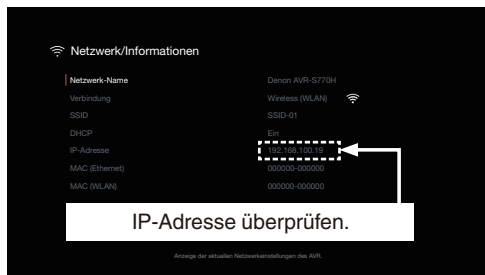 Netzwerk/Informationen
Netzwerk-Name Denon AVR-S770H
Verbindung Wireless (WLAN)
SSID SSID-01
DHCP Ein
IP-Adresse 192.168.100.19
MAC (Ethernet) 000000-000000
MAC (WLAN) 000000-000000
IP-Adresse überprüfen.
Anzeige der aktuellen Netzwerkeinstellungen des AVR.